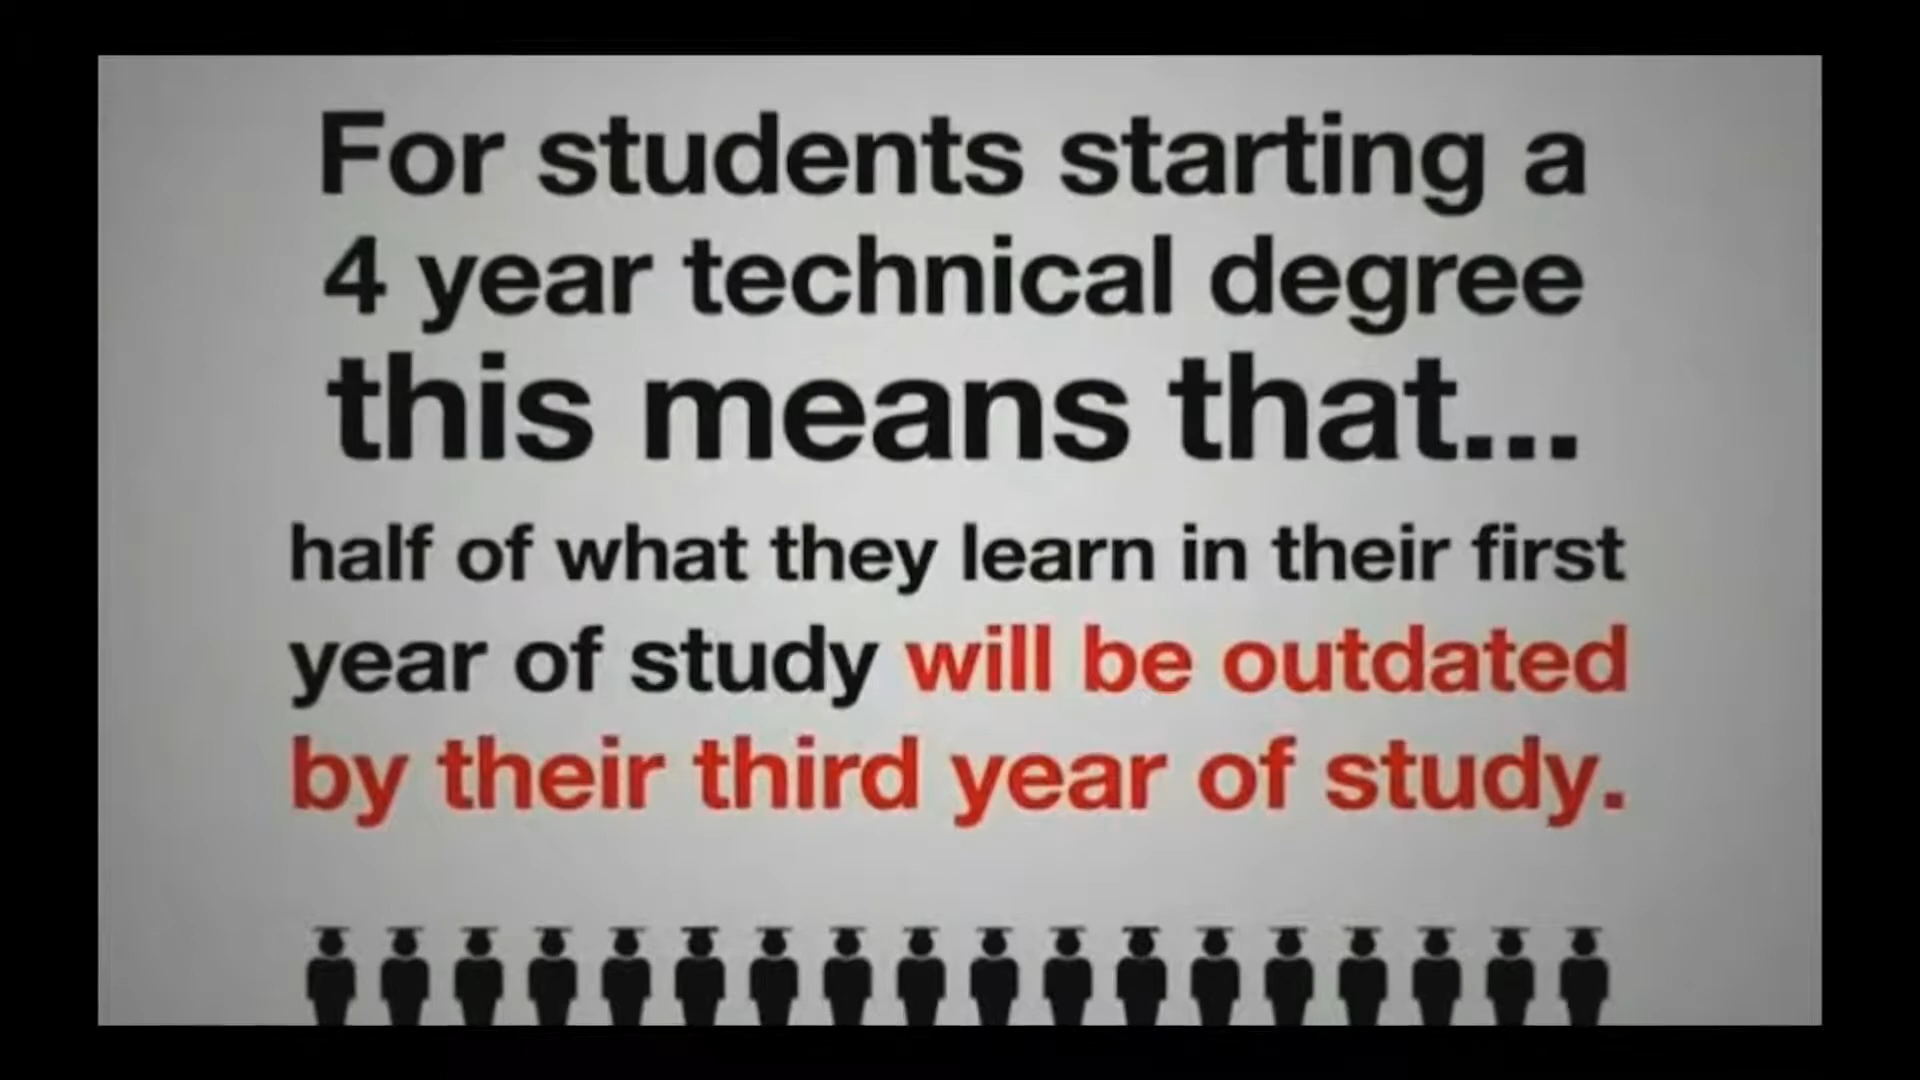 For students starting a
4 year technical degree
this means that...
half of what they learn in their first
year of study will be outdated
by their third year of study.